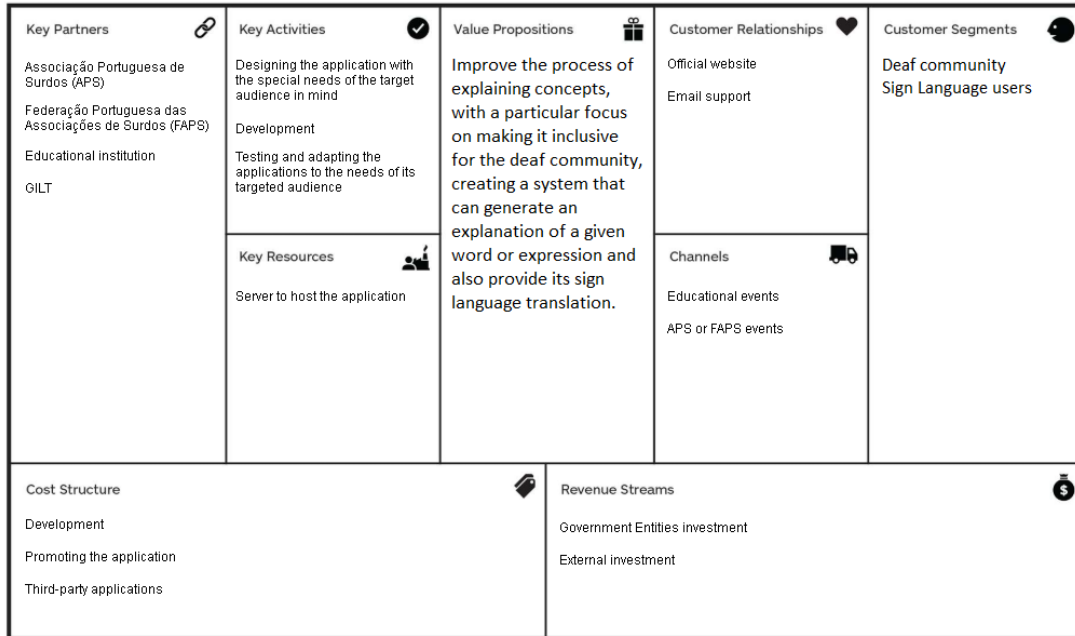 Key Partners
Associação Portuguesa de
Surdos (APS)
Federação Portuguesa das
Associações de Surdos (FAPS)
Educational institution
GILT
Key Activities
Designing the application with
the special needs of the target
audience in mind
Development
Testing and adapting the
applications to the needs of its
targeted audience
Key Resources
Server to host the application
Value Propositions
Improve the process of
explaining concepts,
with a particular focus
on making it inclusive
for the deaf community,
creating a system that
can generate an
explanation of a given
word or expression and
also provide its sign
language translation.
Customer Relationships
Official website
Email support
Channels
Educational events
APS or FAPS events
Customer Segments
Deaf community
Sign Language users
Cost Structure
Development
Promoting the application
Third-party applications
Revenue Streams
$
Government Entities investment
External investment